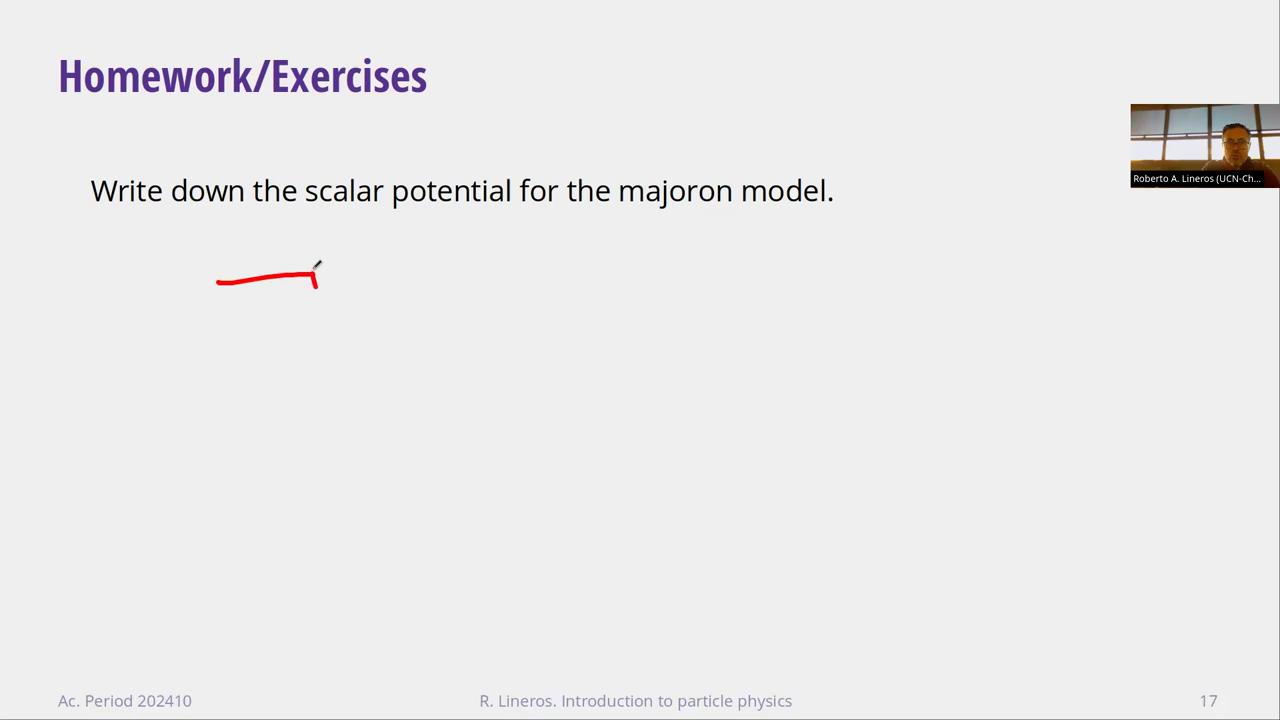 Homework/Exercises
Roberto A. Lineros (UCN-Ch...
Write down the scalar potential for the majoron model.
Ac. Period 202410
R. Lineros. Introduction to particle physics
17